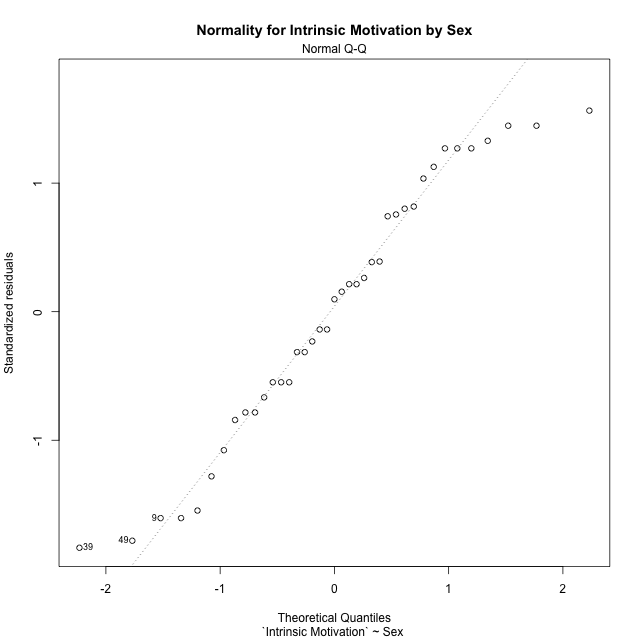 Normality for Intrinsic Motivation by Sex
Normal Q-Q
Standardized residuals
1
0
-1
9
49
39
-2
-1
0
1
2
Theoretical Quantiles
`Intrinsic Motivation` ~ Sex